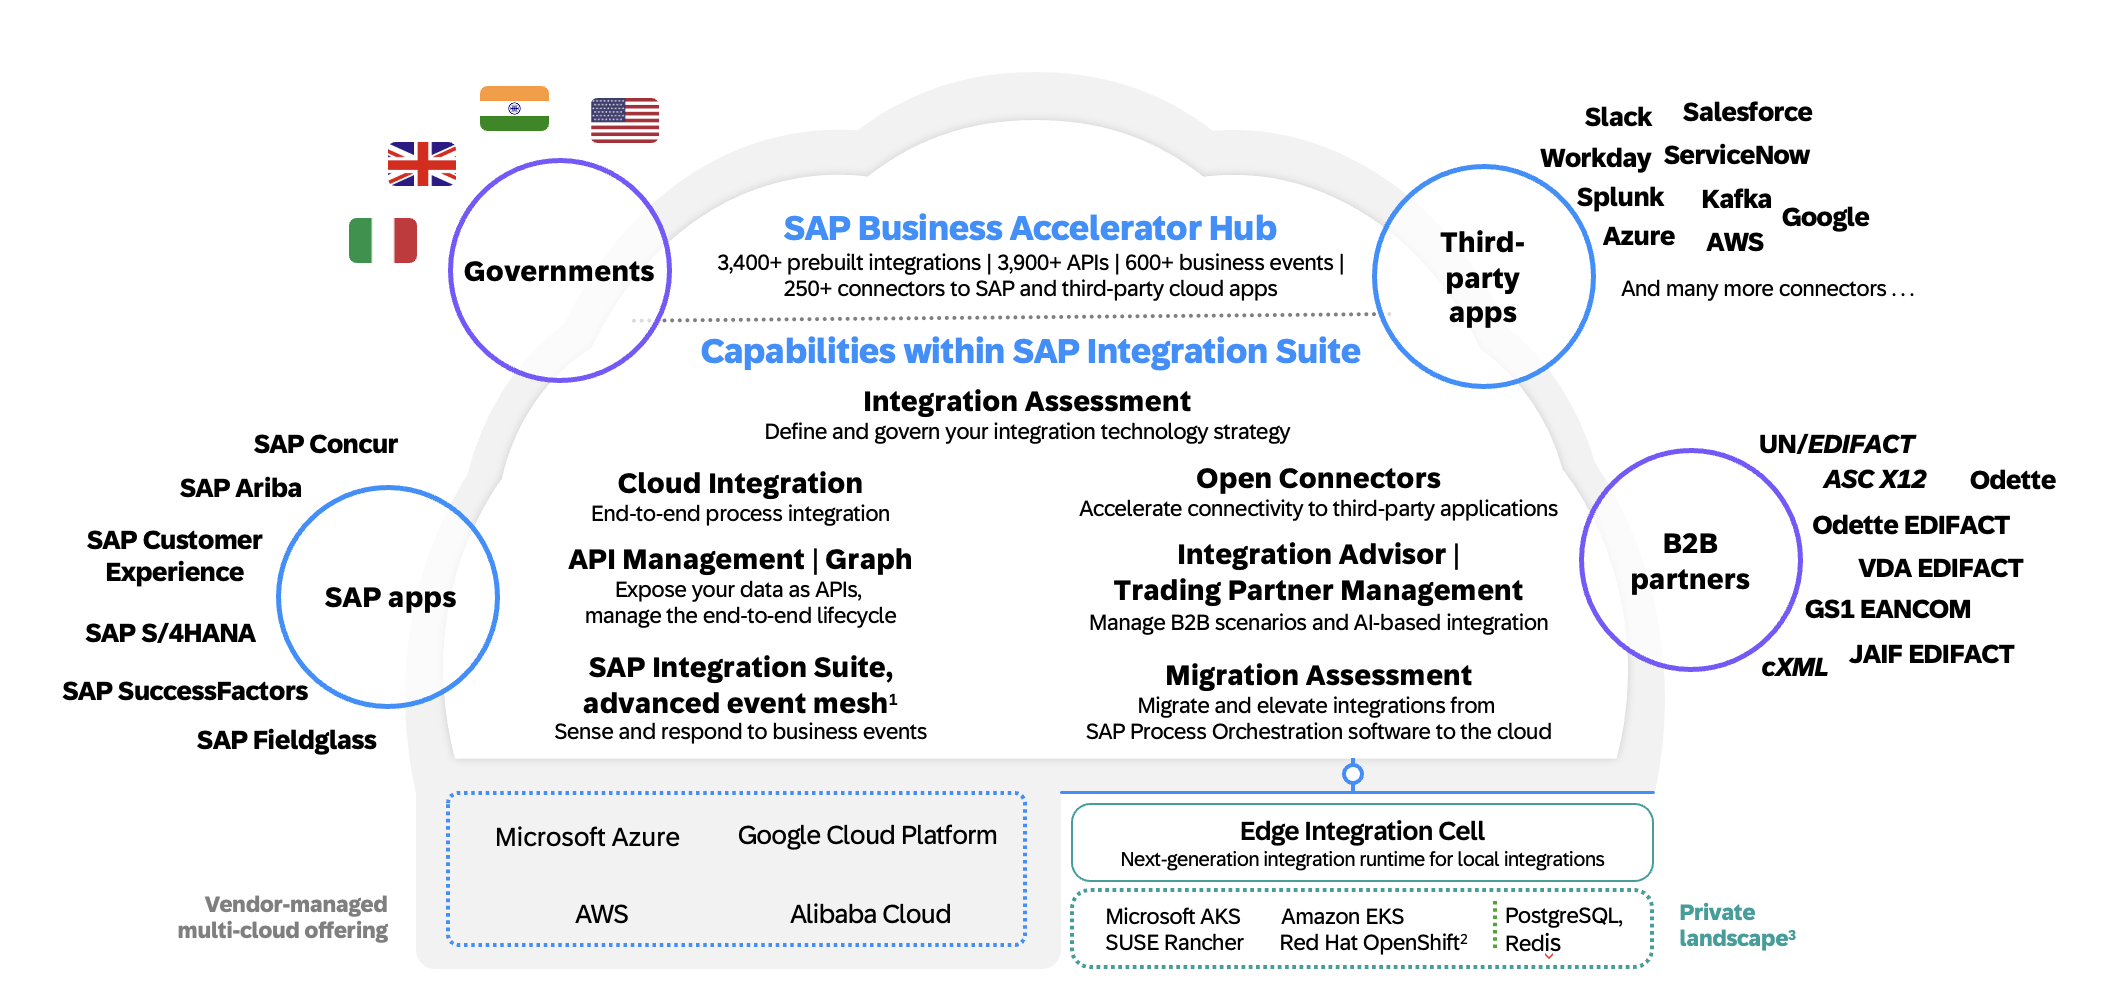 Governments
SAP Business Accelerator Hub
3,400+ prebuilt integrations | 3,900+ APIs | 600+ business events |
250+ connectors to SAP and third-party cloud apps
Third-
party
apps
Slack
Salesforce
Workday
ServiceNow
Splunk
Kafka
Google
Azure
AWS
And many more connectors ...
Capabilities within SAP Integration Suite
Integration Assessment
Define and govern your integration technology strategy
SAP Concur
SAP Ariba
SAP Customer
Experience
SAP S/4HANA
SAP SuccessFactors
SAP Fieldglass
SAP apps
Cloud Integration
End-to-end process integration
API Management | Graph
Expose your data as APIs,
manage the end-to-end lifecycle
SAP Integration Suite,
advanced event mesh¹
Sense and respond to business events
Open Connectors
Accelerate connectivity to third-party applications
Integration Advisor |
Trading Partner Management
Manage B2B scenarios and AI-based integration
Migration Assessment
Migrate and elevate integrations from
SAP Process Orchestration software to the cloud
B2B
partners
UN/EDIFACT
ASC X12
Odette
Odette EDIFACT
VDA EDIFACT
GS1 EANCOM
JAIF EDIFACT
cXML
Vendor-managed
multi-cloud offering
Microsoft Azure
Google Cloud Platform
AWS
Alibaba Cloud
Edge Integration Cell
Next-generation integration runtime for local integrations
Microsoft AKS
SUSE Rancher
Amazon EKS
Red Hat OpenShift²
PostgreSQL,
Redis
Private
landscape³